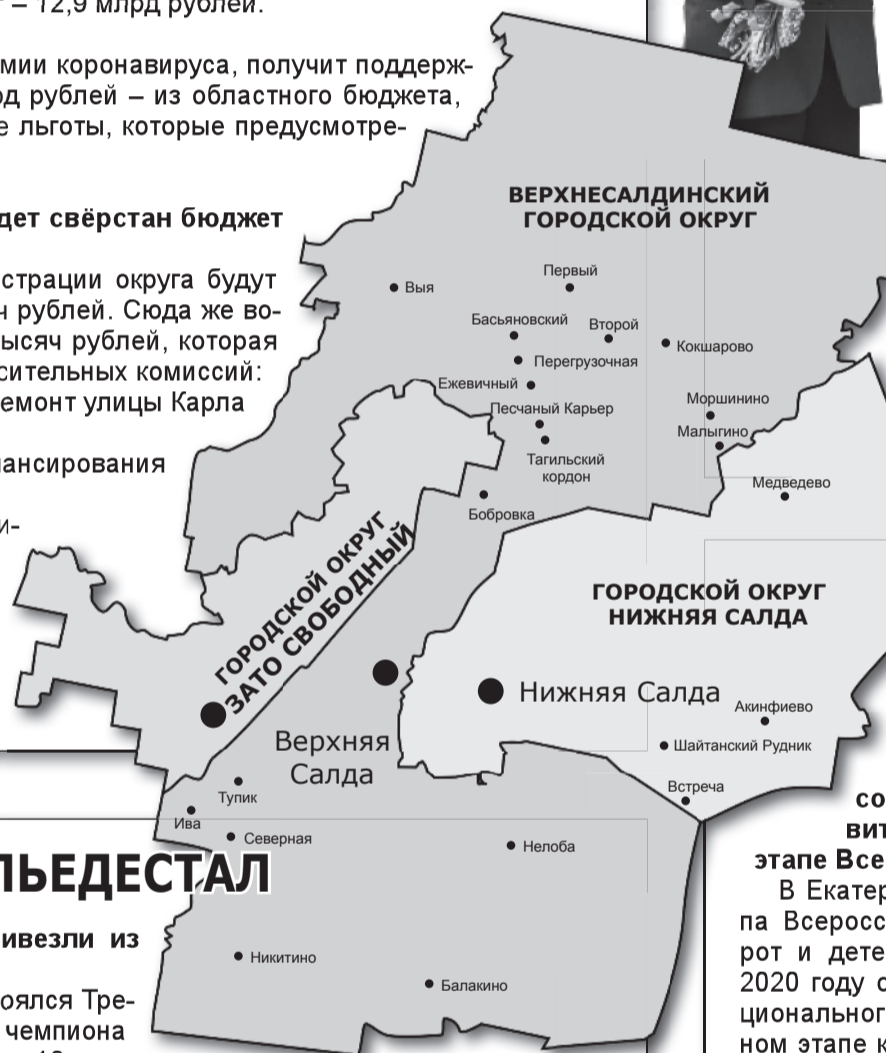 – 12,9 млрд рублей.
мии коронавируса, получит поддерж-
рд рублей – из областного бюджета,
е льготы, которые предусмотре-
дет свёрстан бюджет
страции округа будут
ч рублей. Сюда же во-
ысяч рублей, которая
сительных комиссий:
емонт улицы Карла
ансирования
и-
ВЕРХНЕСАЛДИНСКИЙ
ГОРОДСКОЙ ОКРУГ
Выя
Первый
Басьяновский
Второй
Перегрузочная
Кокшарово
Ежевичный
Песчаный Карьер
Моршинино
Малыгино
Тагильский
кордон
Медведево
Бобровка
ГОРОДСКОЙ ОКРУГ
ЗАТО СВОБОДНЫЙ
ГОРОДСКОЙ ОКРУГ
НИЖНЯЯ САЛДА
Нижняя Салда
Акинфиево
Шайтанский Рудник
Верхняя
Салда
Встреча
Тупик
Ива
Северная
Нелоба
Никитино
Балакино
ПЬЕДЕСТАЛ
ивезли из
оялся Тре-
чемпиона
со
вит
этапе Все
В Екатер
па Всеросс
рот и дете
2020 году с
циональног
ном этапе к